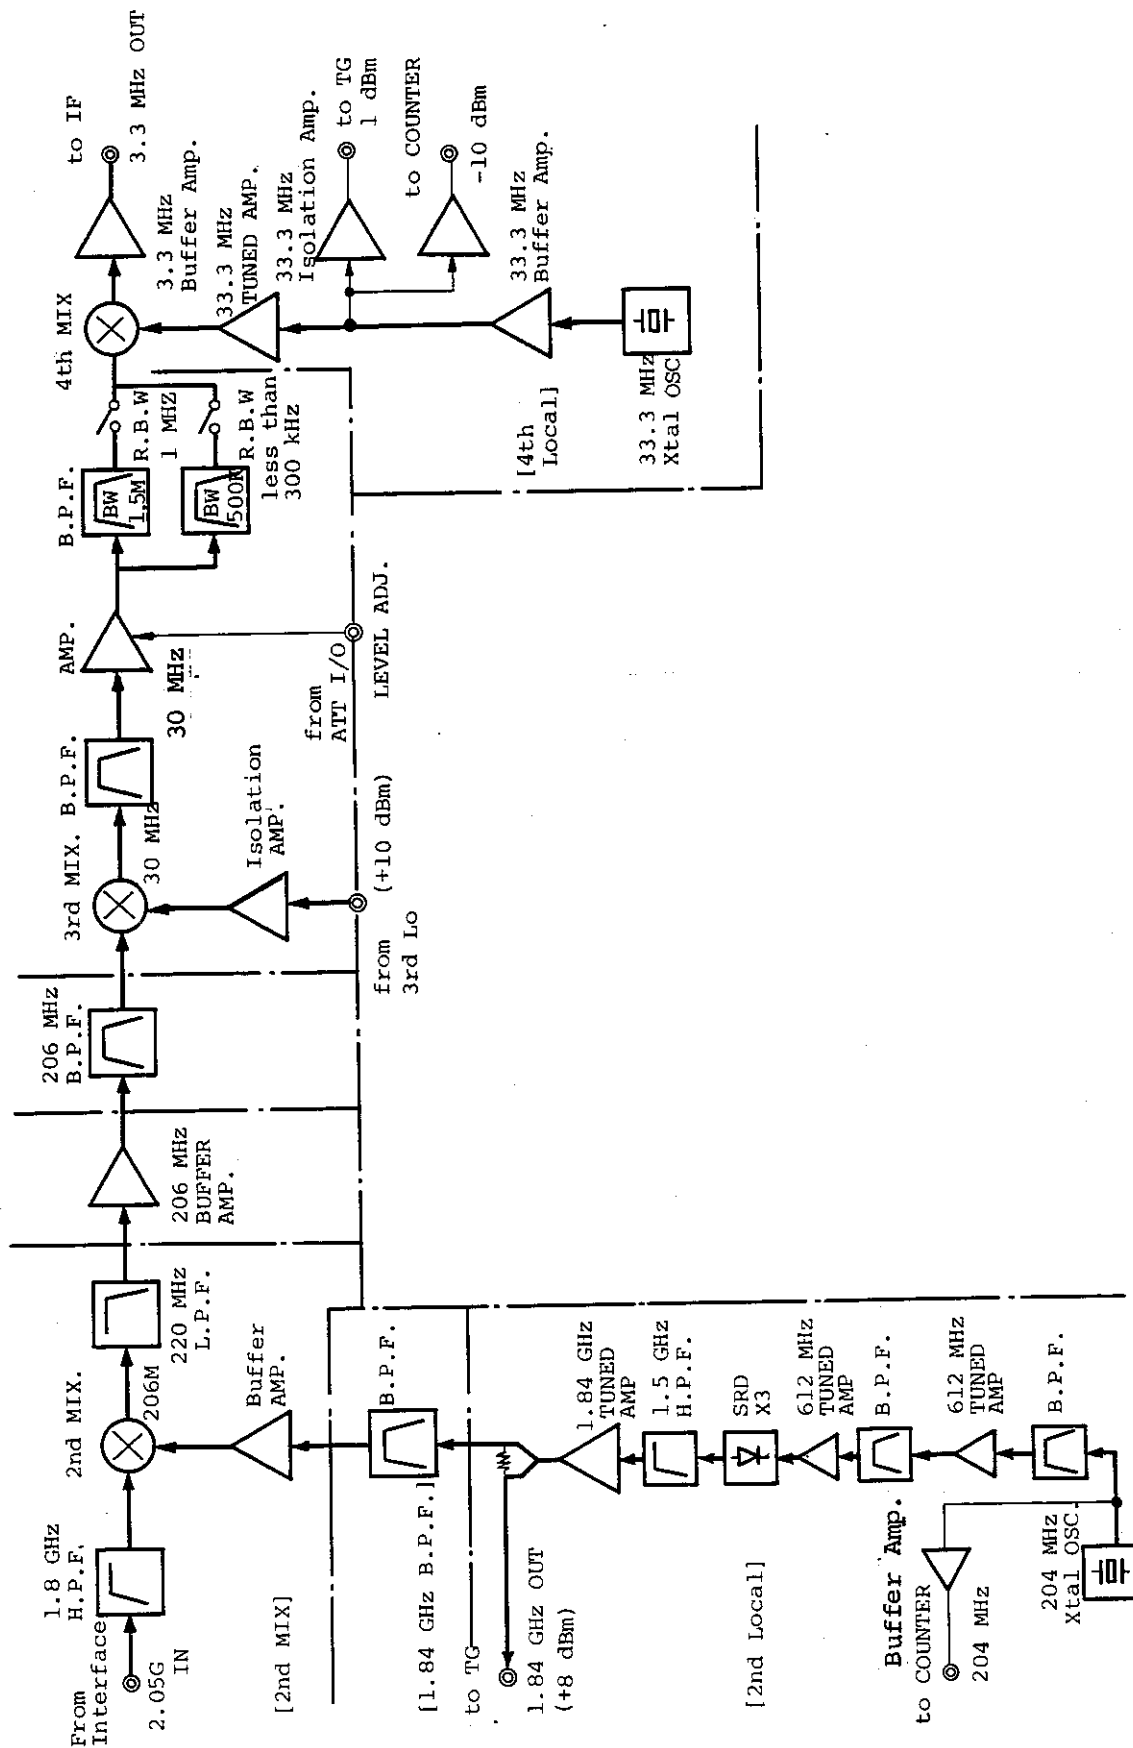 From
Interface
2.05G
IN
1.8 GHz
H.P.F.
2nd MIX.
206M
220 MHz
L.P.F.
206 MHz
BUFFER
AMP.
206 MHz
B.P.F.
3rd MIX.
30 MHz
B.P.F.
30 MHz
AMP.
B.P.F.
BW
1.5M
BW
500K
R.B.W
1 MHZ
R.B.W
less than
300 kHz
4th MIX
3.3 MHz
Buffer Amp.
to IF
3.3 MHz OUT
33.3 MHz
TUNED AMP.
33.3 MHz
Isolation Amp.
to TG
1 dBm
to COUNTER
-10 dBm
33.3 MHz
Buffer Amp.
[4th
Local]
33.3 MHz
Xtal OSC
from
ATT I/O
LEVEL ADJ.
Isolation
AMP.
from
3rd Lo
(+10 dBm)
Buffer
AMP.
[2nd MIX]
B.P.F.
[1.84 GHz B.P.F.]
to TG
1.84 GHz OUT
(+8 dBm)
1.84 GHz
TUNED
AMP
1.5 GHz
H.P.F.
SRD
X3
612 MHz
TUNED
AMP
B.P.F.
612 MHz
TUNED
AMP
B.P.F.
[2nd Local]
Buffer Amp.
to COUNTER
204 MHz
204 MHz
Xtal OSC.